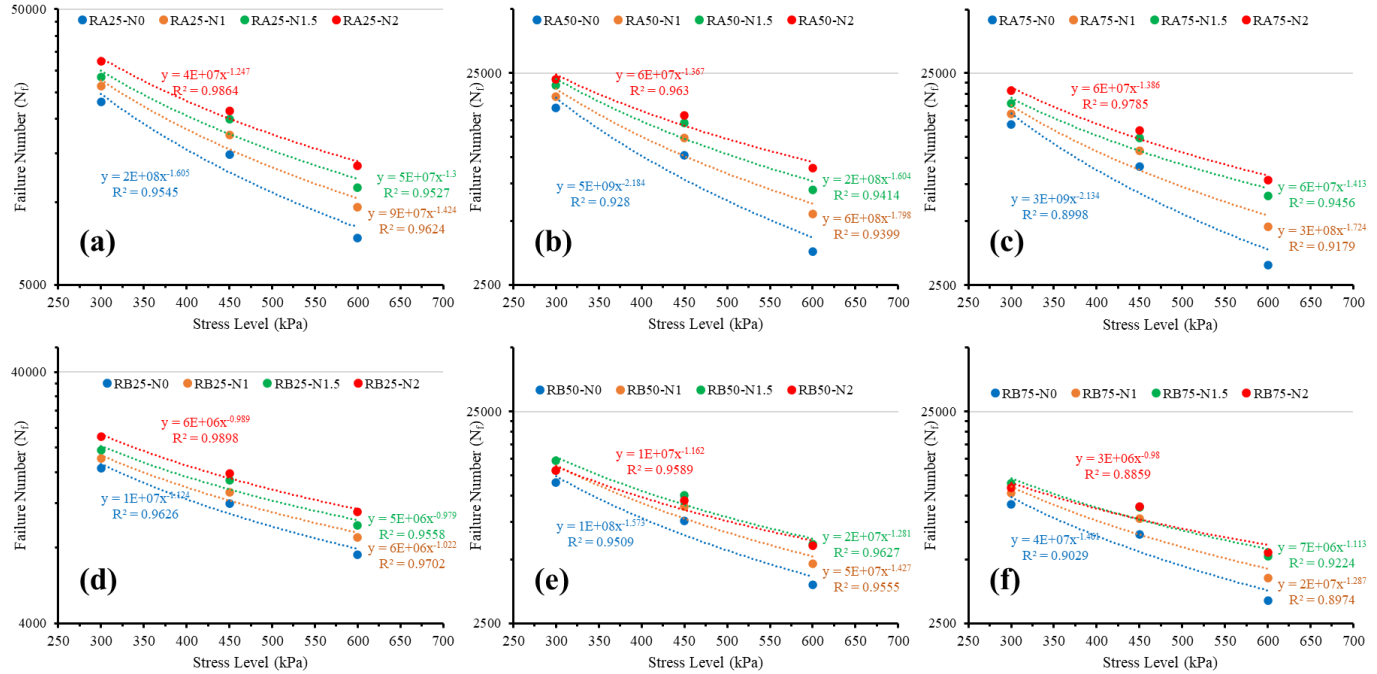 50000
RA25-N0 RA25-N1 RA25-N1.5 RA25-N2
y = 4E+07x^-1.247
R² = 0.9864
y = 2E+08x^-1.605
R² = 0.9545
y = 5E+07x^-1.3
R² = 0.9527
y = 9E+07x^-1.424
R² = 0.9624
(a)
Failure Number (Nf)
5000
250 300 350 400 450 500 550 600 650 700
Stress Level (kPa)
RA50-N0 RA50-N1 RA50-N1.5 RA50-N2
25000
y = 6E+07x^-1.367
R² = 0.963
y = 5E+09x^-2.184
R² = 0.928
y = 2E+08x^-1.604
R² = 0.9414
y = 6E+08x^-1.798
R² = 0.9399
(b)
Failure Number (Nf)
2500
250 300 350 400 450 500 550 600 650 700
Stress Level (kPa)
RA75-N0 RA75-N1 RA75-N1.5 RA75-N2
25000
y = 6E+07x^-1.386
R² = 0.9785
y = 3E+09x^-2.134
R² = 0.8998
y = 6E+07x^-1.413
R² = 0.9456
y = 3E+08x^-1.724
R² = 0.9179
(c)
Failure Number (Nf)
2500
250 300 350 400 450 500 550 600 650 700
Stress Level (kPa)
40000
RB25-N0 RB25-N1 RB25-N1.5 RB25-N2
y = 6E+06x^-0.989
R² = 0.9898
y = 1E+07x^-1.124
R² = 0.9626
y = 5E+06x^-0.979
R² = 0.9558
y = 6E+06x^-1.022
R² = 0.9702
(d)
Failure Number (Nf)
4000
250 300 350 400 450 500 550 600 650 700
Stress Level (kPa)
RB50-N0 RB50-N1 RB50-N1.5 RB50-N2
25000
y = 1E+07x^-1.162
R² = 0.9589
y = 1E+08x^-1.573
R² = 0.9509
y = 2E+07x^-1.281
R² = 0.9627
y = 5E+07x^-1.427
R² = 0.9555
(e)
Failure Number (Nf)
2500
250 300 350 400 450 500 550 600 650 700
Stress Level (kPa)
RB75-N0 RB75-N1 RB75-N1.5 RB75-N2
25000
y = 3E+06x^-0.98
R² = 0.8859
y = 4E+07x^-1.401
R² = 0.9029
y = 7E+06x^-1.113
R² = 0.9224
y = 2E+07x^-1.287
R² = 0.8974
(f)
Failure Number (Nf)
2500
250 300 350 400 450 500 550 600 650 700
Stress Level (kPa)